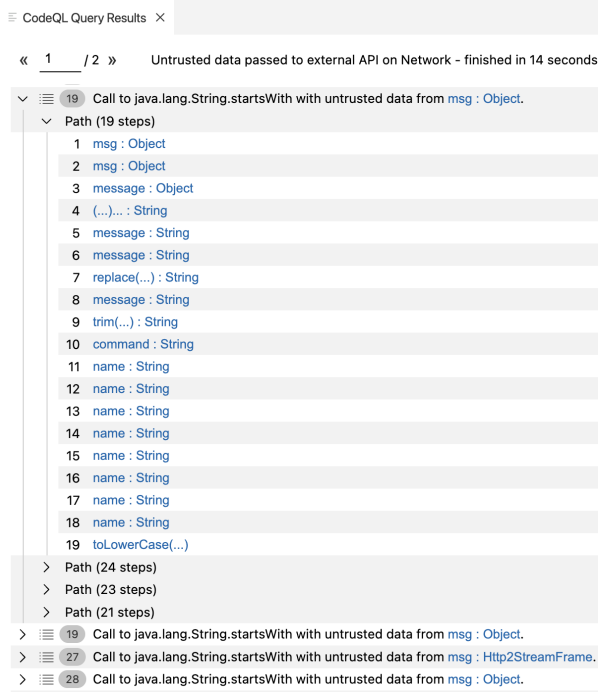 CodeQL Query Results ×
« 1 / 2 » Untrusted data passed to external API on Network - finished in 14 seconds
19 Call to java.lang.String.startsWith with untrusted data from msg : Object.
Path (19 steps)
1 msg : Object
2 msg : Object
3 message : Object
4 (...)... : String
5 message : String
6 message : String
7 replace(...) : String
8 message : String
9 trim(...) : String
10 command : String
11 name : String
12 name : String
13 name : String
14 name : String
15 name : String
16 name : String
17 name : String
18 name : String
19 toLowerCase(...)
Path (24 steps)
Path (23 steps)
Path (21 steps)
19 Call to java.lang.String.startsWith with untrusted data from msg : Object.
27 Call to java.lang.String.startsWith with untrusted data from msg : Http2StreamFrame.
28 Call to java.lang.String.startsWith with untrusted data from msg : Object.